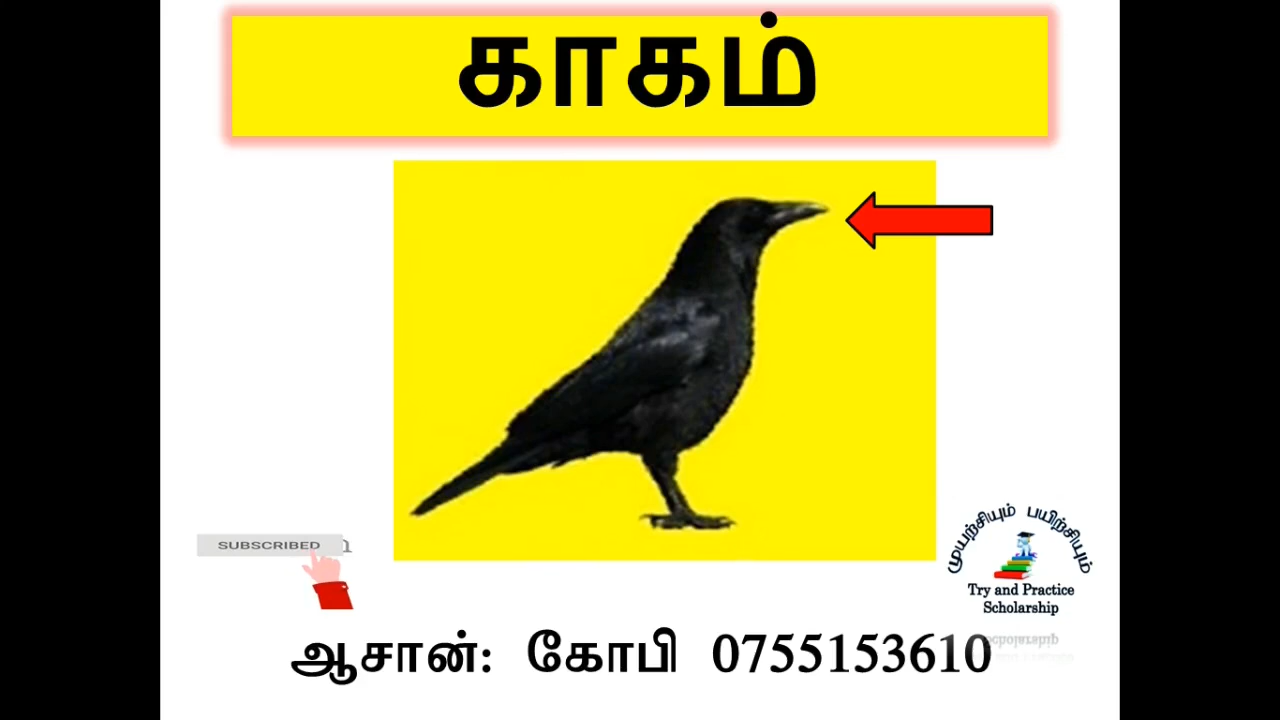 காகம்
SUBSCRIBED
முயற்சியும் பயிற்சியும்
Try and Practice
Scholarship
ஆசான்: கோபி 0755153610